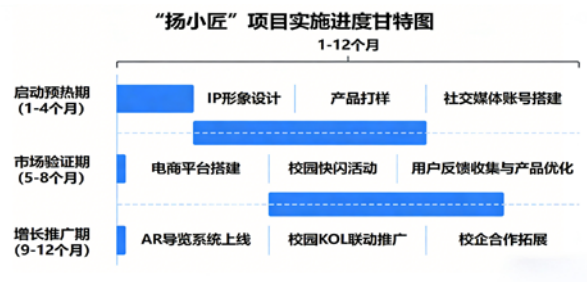 “扬小匠”项目实施进度甘特图
1-12个月
启动预热期
(1-4个月)
IP形象设计 产品打样 社交媒体账号搭建
市场验证期
(5-8个月)
电商平台搭建 校园快闪活动 用户反馈收集与产品优化
增长推广期
(9-12个月)
AR导览系统上线 校园KOL联动推广 校企合作拓展